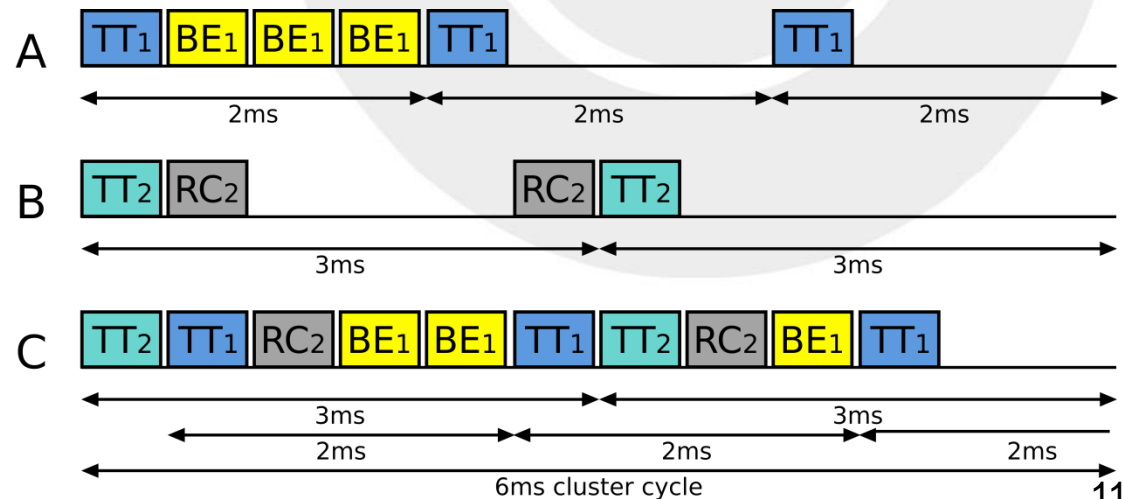 A TT1 BE1 BE1 BE1 TT1 TT1
2ms 2ms 2ms
B TT2 RC2 RC2 TT2
3ms 3ms
C TT2 TT1 RC2 BE1 BE1 TT1 TT2 RC2 BE1 TT1
3ms 3ms
2ms 2ms 2ms
6ms cluster cycle
11